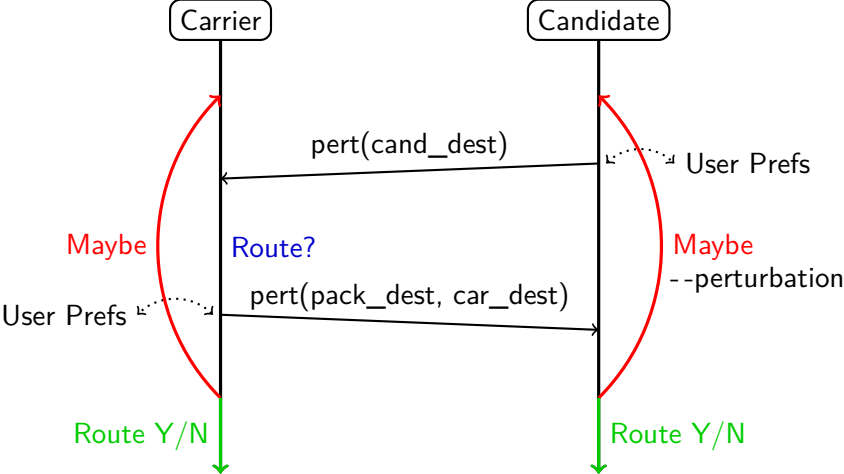 Carrier
Candidate
pert(cand_dest)
User Prefs
Maybe
Route?
Maybe
--perturbation
pert(pack_dest, car_dest)
User Prefs
Route Y/N
Route Y/N